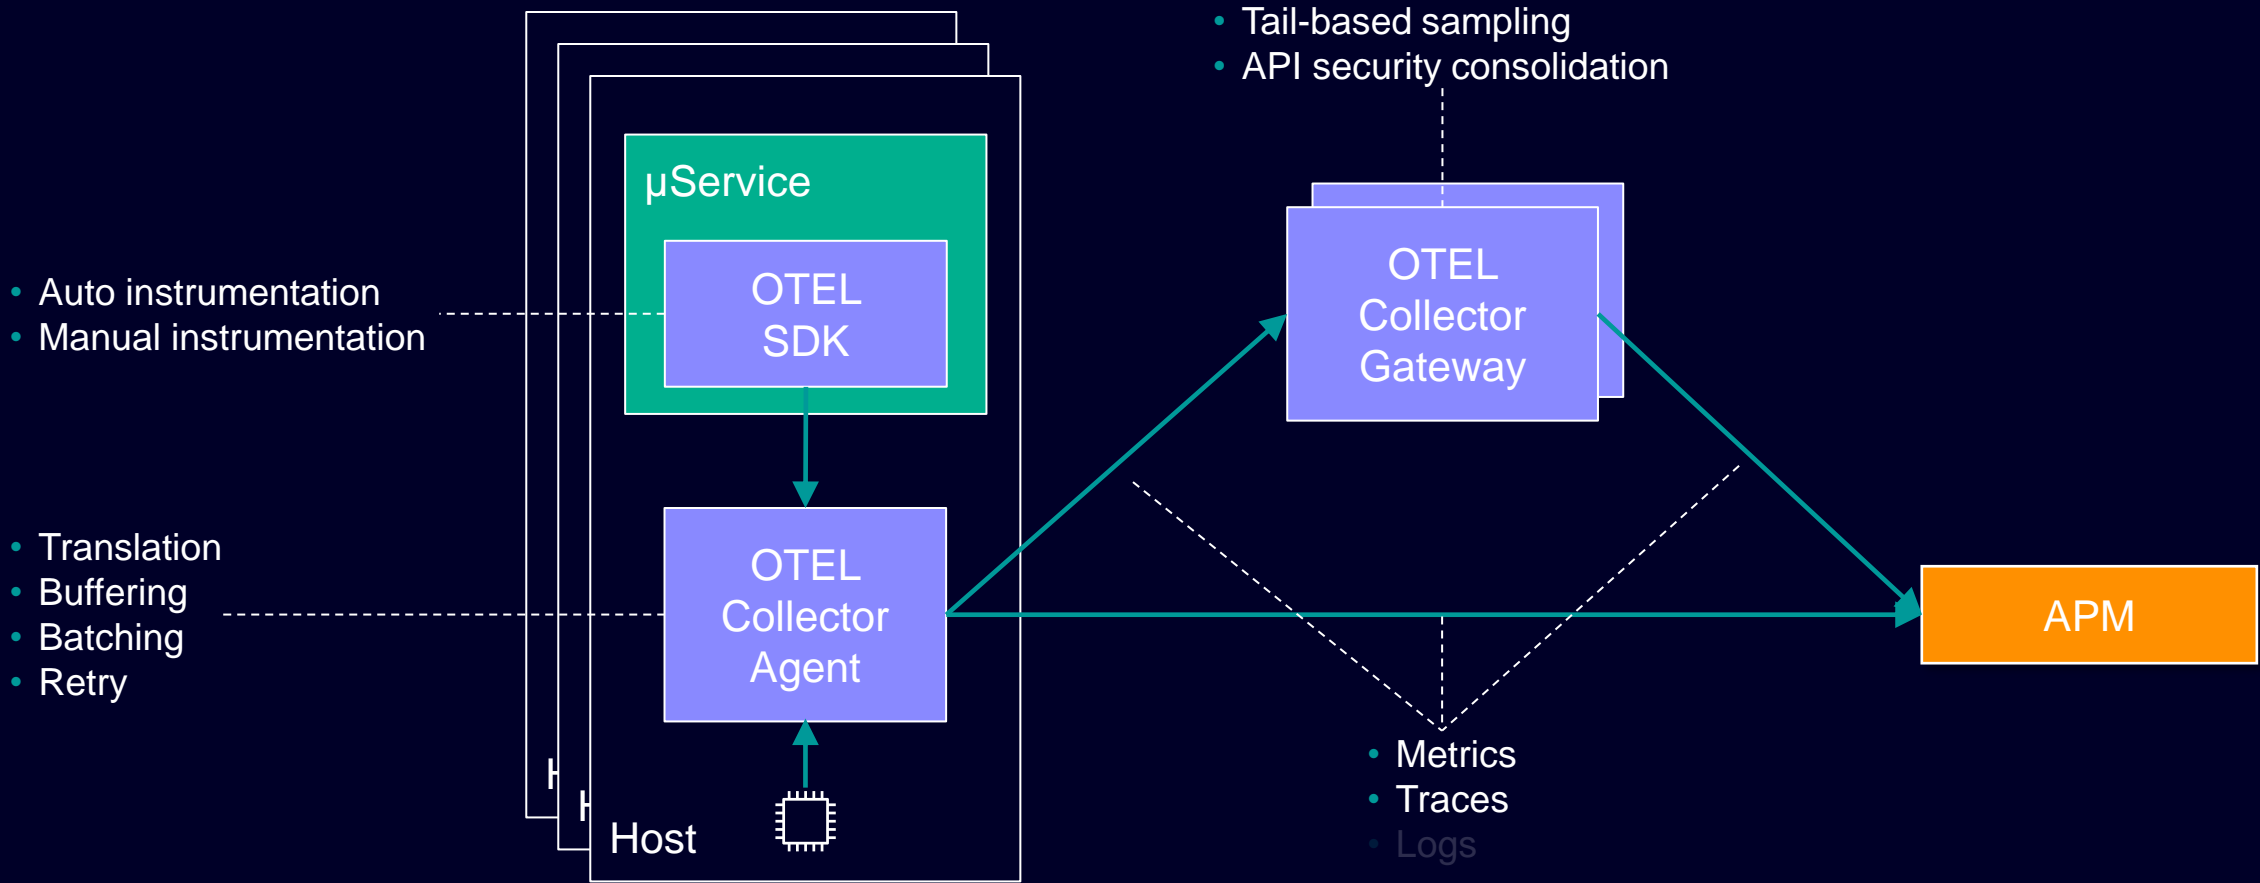 • Tail-based sampling
• API security consolidation
µService
OTEL
SDK
• Auto instrumentation
• Manual instrumentation
OTEL
Collector
Gateway
• Translation
• Buffering
• Batching
• Retry
OTEL
Collector
Agent
APM
• Metrics
• Traces
• Logs
H
H
Host